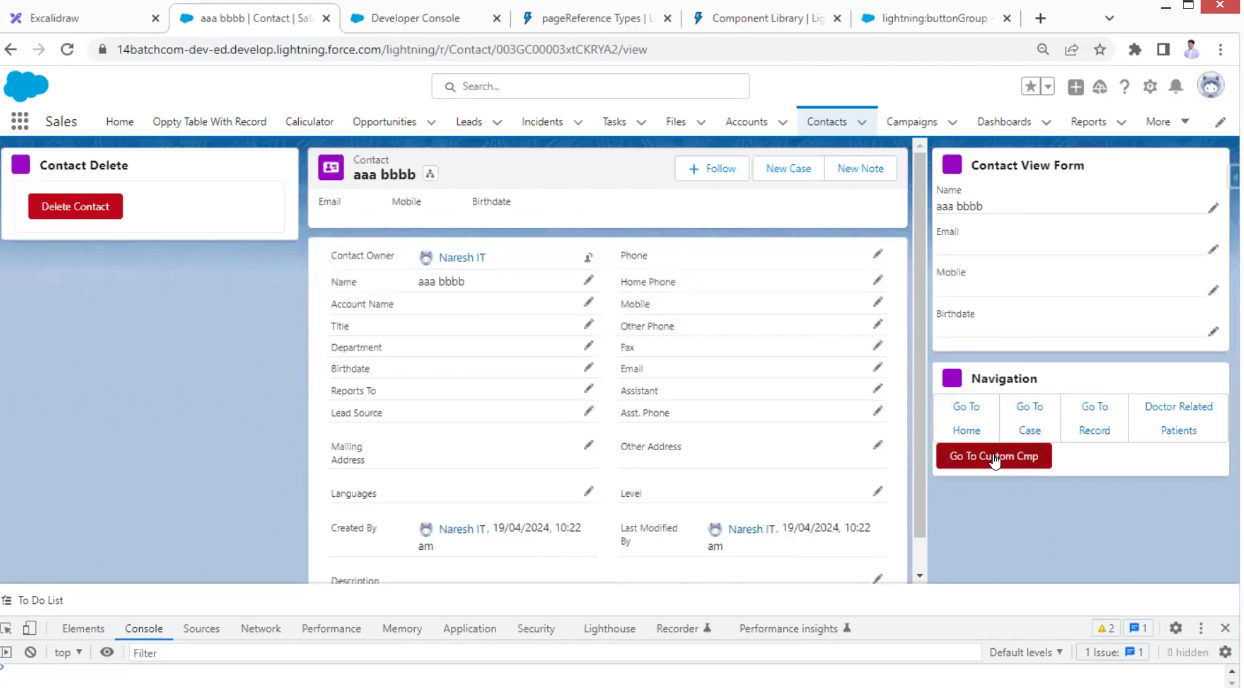 Excalidraw
aaa bbbb | Contact | Sal
Developer Console
pageReference Types | L
Component Library | Lig
lightning:buttonGroup -
14batchcom-dev-ed.develop.lightning.force.com/lightning/r/Contact/003GC00003xtCKRYA2/view
Search...
Sales
Home
Oppty Table With Record
Calculator
Opportunities
Leads
Incidents
Tasks
Files
Accounts
Contacts
Campaigns
Dashboards
Reports
More
Contact Delete
Delete Contact
Contact
aaa bbbb
Follow
New Case
New Note
Email
Mobile
Birthdate
Contact Owner
Naresh IT
Phone
Name
aaa bbbb
Home Phone
Account Name
Mobile
Title
Other Phone
Department
Fax
Birthdate
Email
Reports To
Assistant
Lead Source
Asst. Phone
Mailing
Address
Other Address
Languages
Level
Created By
Naresh IT, 19/04/2024, 10:22
am
Last Modified
By
Naresh IT, 19/04/2024, 10:22
am
Description
Contact View Form
Name
aaa bbbb
Email
Mobile
Birthdate
Navigation
Go To
Home
Go To
Case
Go To
Record
Doctor Related
Patients
Go To Custom Cmp
To Do List
Elements
Console
Sources
Network
Performance
Memory
Application
Security
Lighthouse
Recorder
Performance insights
2
1
top
Filter
Default levels
1 Issue:
1
8 hidden